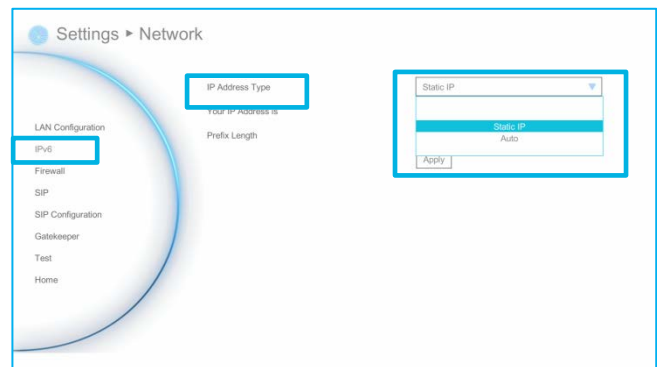 Settings ▸ Network
IP Address Type
Static IP
Your IP Address is
Static IP
LAN Configuration
Prefix Length
Auto
IPv6
Apply
Firewall
SIP
SIP Configuration
Gatekeeper
Test
Home